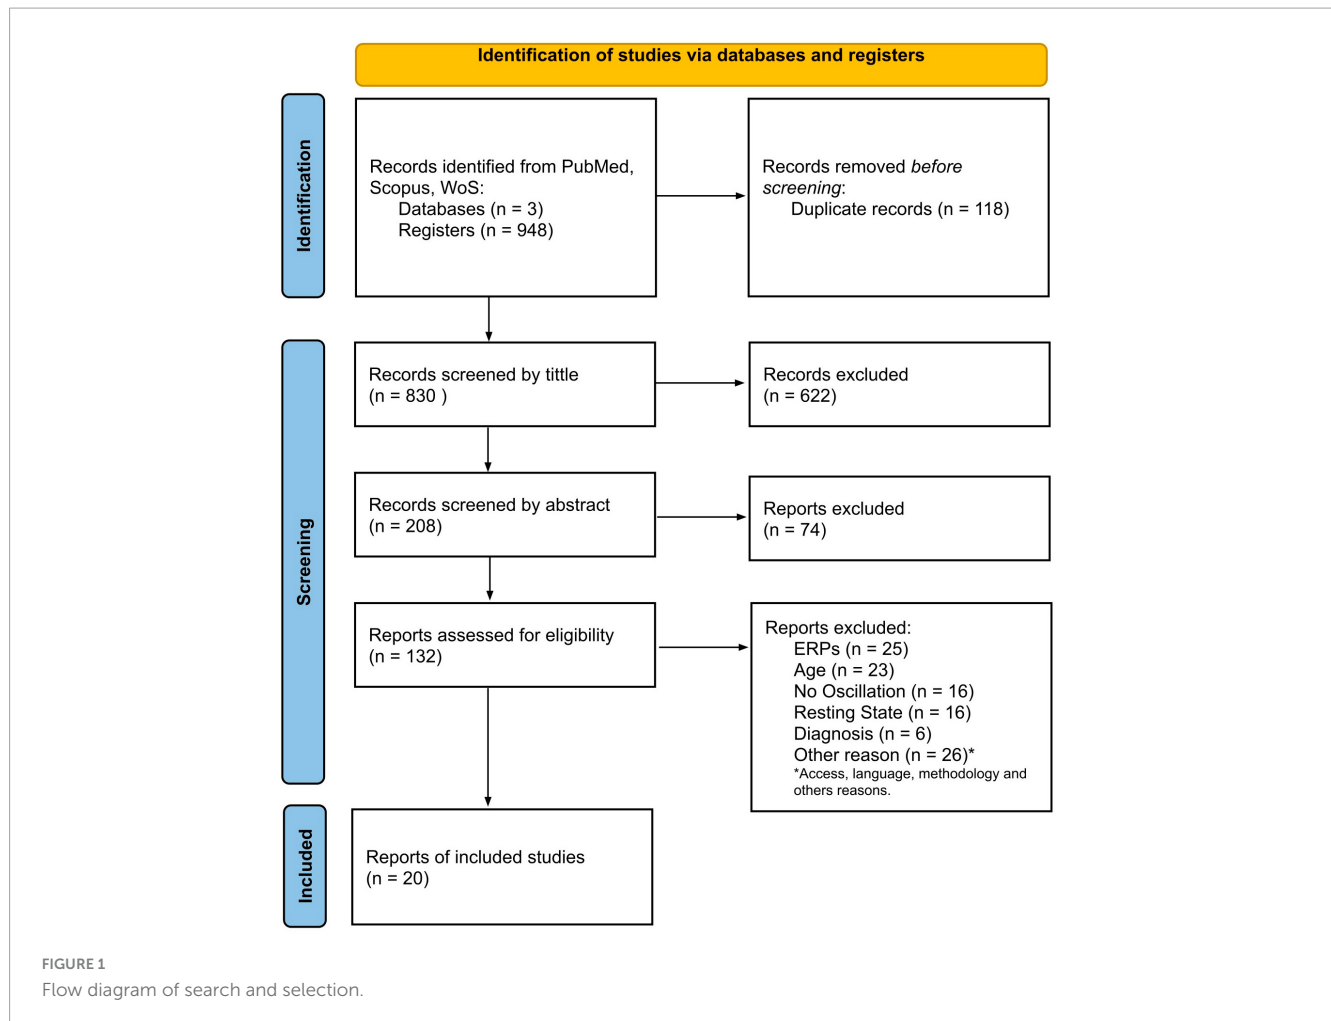 Identification of studies via databases and registers
Identification
Records identified from PubMed,
Scopus, WoS:
Databases (n = 3)
Registers (n = 948)
Records removed before
screening:
Duplicate records (n = 118)
Screening
Records screened by tittle
(n = 830 )
Records excluded
(n = 622)
Records screened by abstract
(n = 208)
Reports excluded
(n = 74)
Reports assessed for eligibility
(n = 132)
Reports excluded:
ERPs (n = 25)
Age (n = 23)
No Oscillation (n = 16)
Resting State (n = 16)
Diagnosis (n = 6)
Other reason (n = 26)*
*Access, language, methodology and
others reasons.
Included
Reports of included studies
(n = 20)
FIGURE 1
Flow diagram of search and selection.